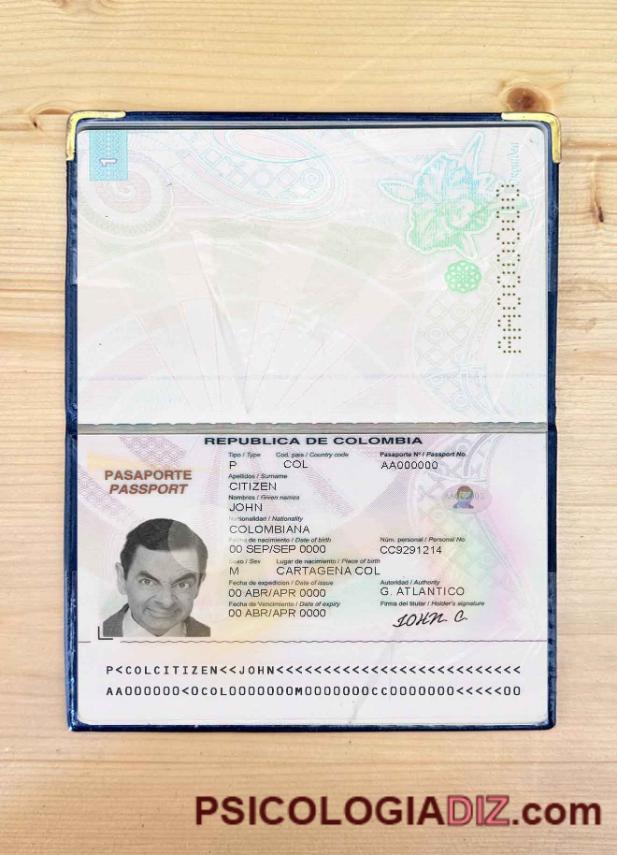 1
AA000000
REPUBLICA DE COLOMBIA
PASAPORTE
PASSPORT
Tipo / Type Cod. pais / Country code Pasaporte Nº / Passport No.
P COL AA000000
Apellidos / Surname
CITIZEN
Nombres / Given names
JOHN
Nacionalidad / Nationality
COLOMBIANA
Fecha de nacimiento / Date of birth Núm. personal / Personal No
00 SEP/SEP 0000 CC9291214
Sexo / Sex Lugar de nacimiento / Place of birth
M CARTAGENA COL
Fecha de expedicion / Date of issue Autoridad / Authority
00 ABR/APR 0000 G. ATLANTICO
Fecha de Vencimiento / Date of expiry Firma del titular / Holder's signature
00 ABR/APR 0000 JOHN C.
P<COLCITIZEN<<JOHN<<<<<<<<<<<<<<<<<<<<<<<<<<
AA000000<0COL0000000M0000000CC0000000<<<<<00
PSICOLOGIADIZ.com